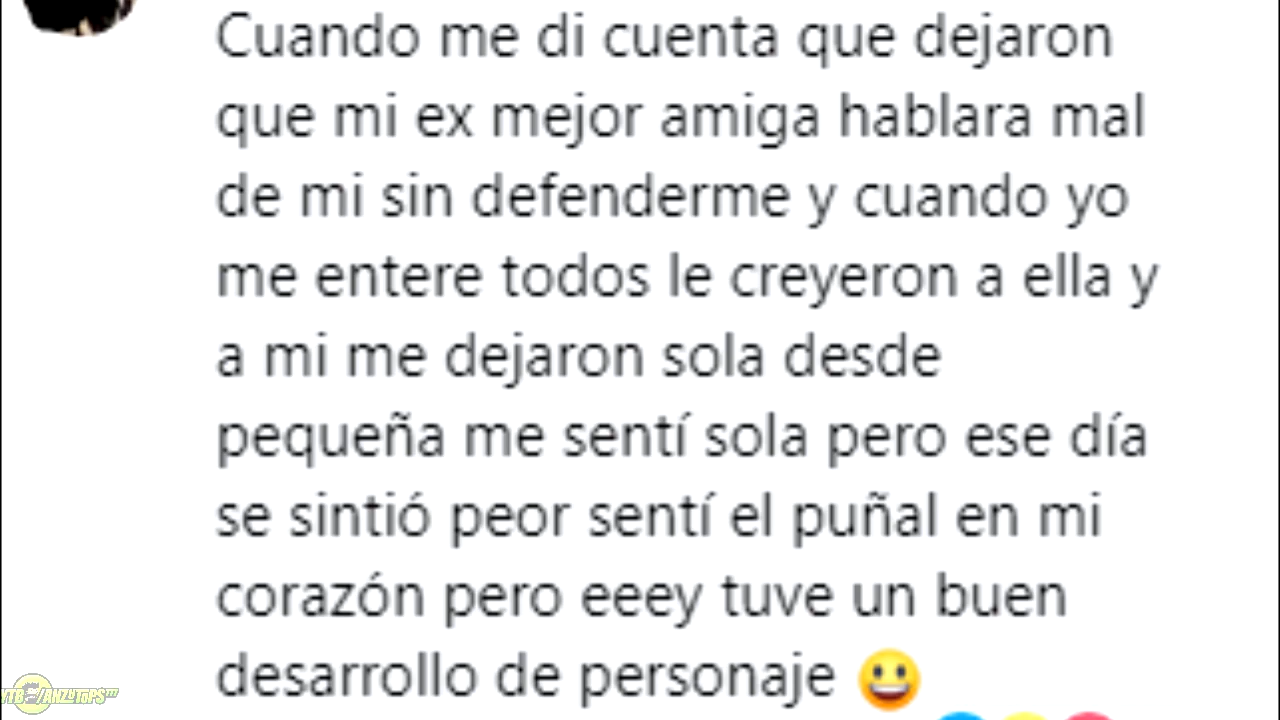 Cuando me di cuenta que dejaron
que mi ex mejor amiga hablara mal
de mi sin defenderme y cuando yo
me entere todos le creyeron a ella y
a mi me dejaron sola desde
pequeña me sentí sola pero ese día
se sintió peor sentí el puñal en mi
corazón pero eeey tuve un buen
desarrollo de personaje 😀